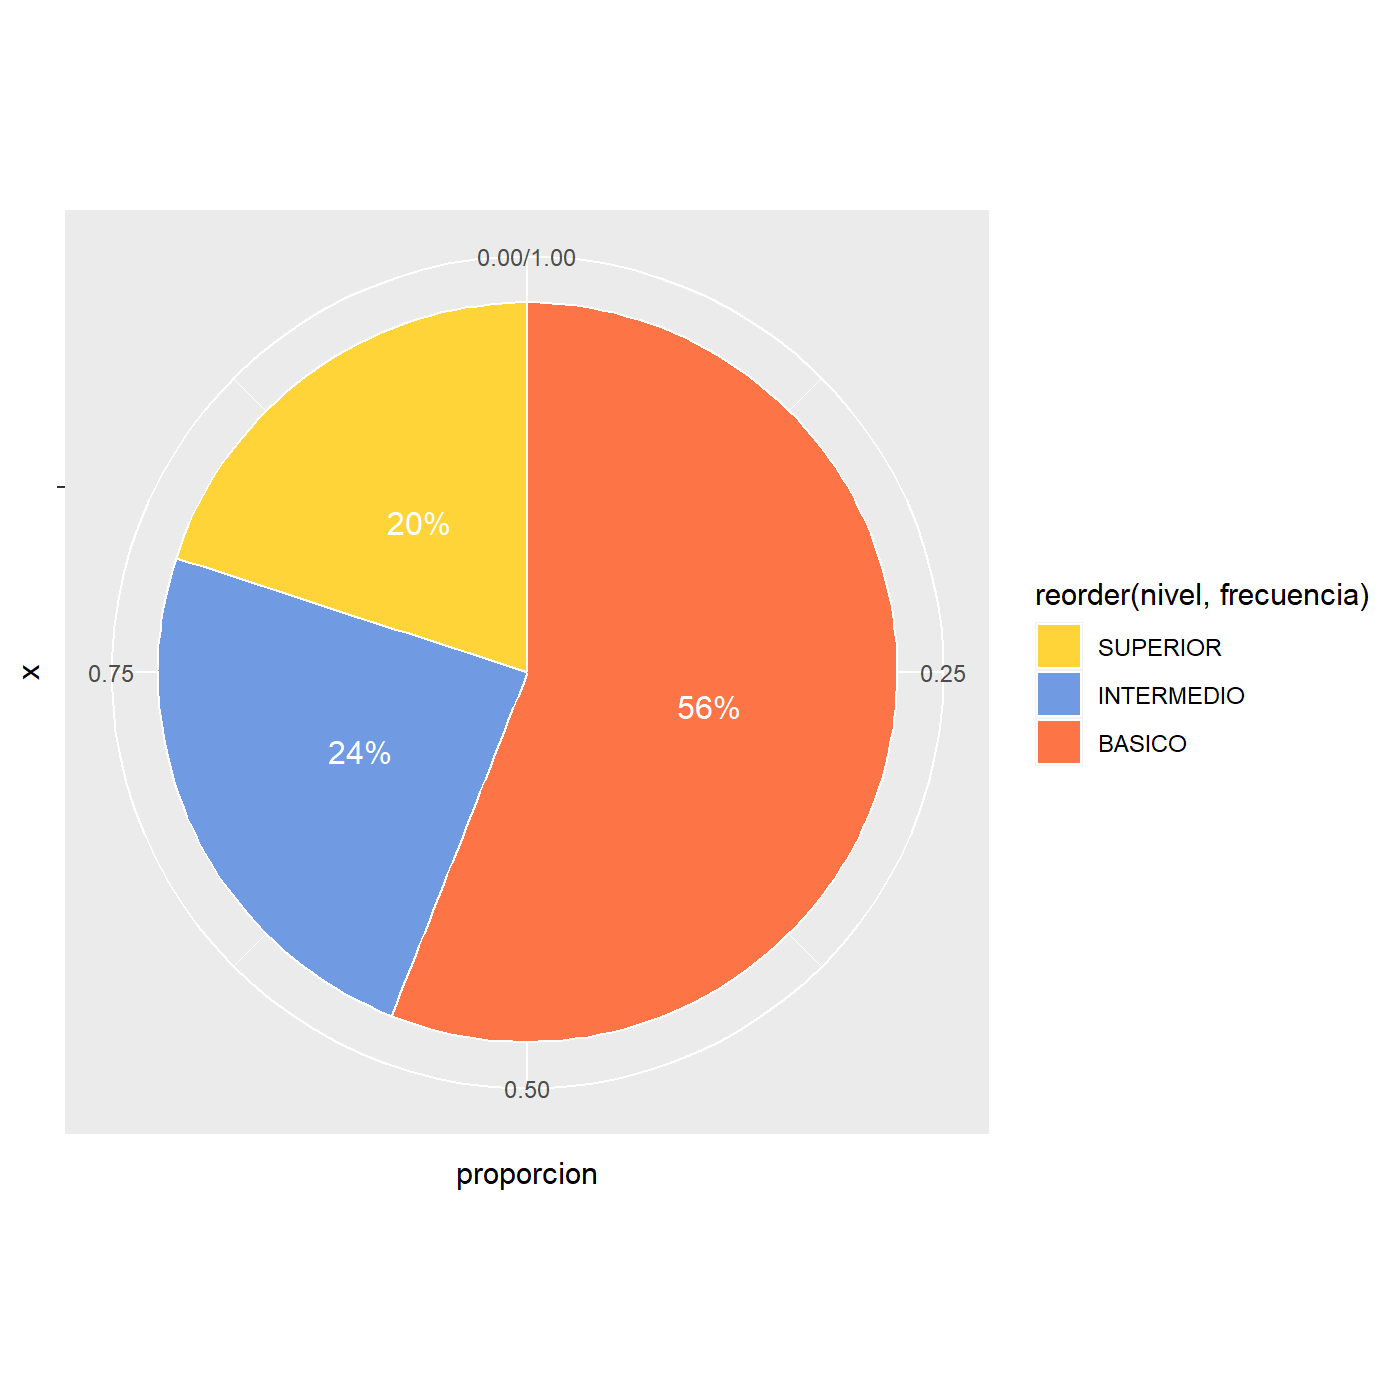 0.00/1.00
20%
reorder(nivel, frecuencia)
SUPERIOR
x
0.75
0.25
INTERMEDIO
56%
BASICO
24%
0.50
proporcion